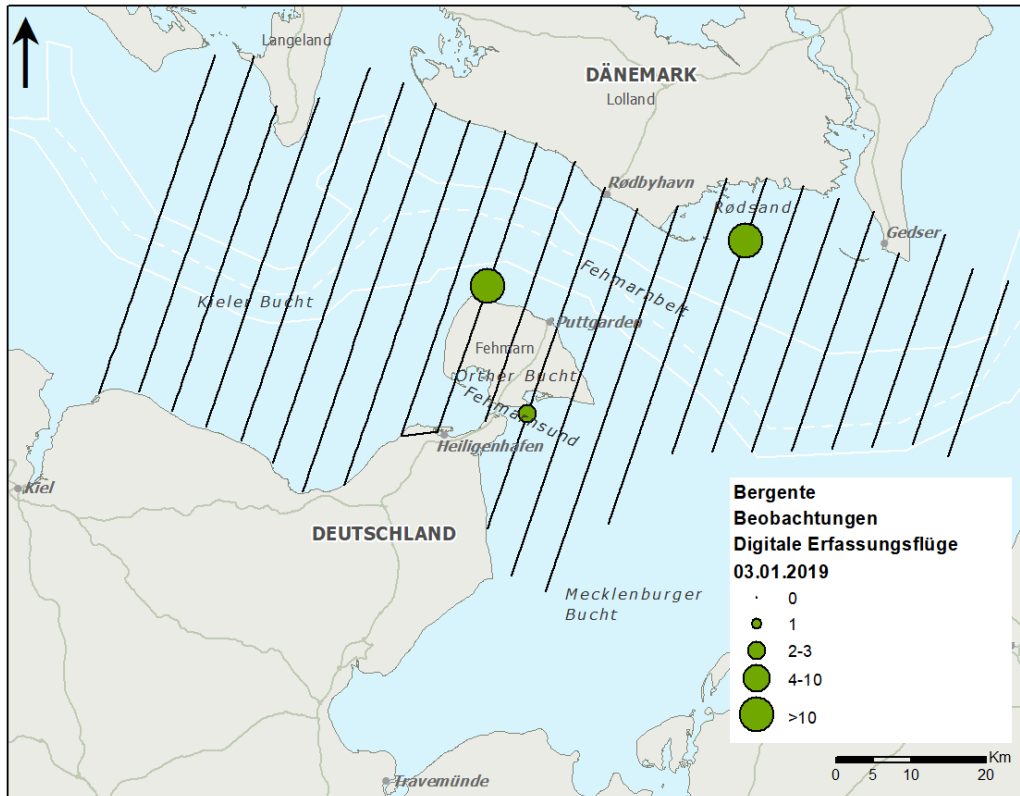 Langeland
DÄNEMARK
Lolland
Rødbyhavn
Rødsand
Gedser
Kieler Bucht
Fehmarnbelt
Puttgarden
Fehmarn
Orther Bucht
Fehmarnsund
Heiligenhafen
Kiel
DEUTSCHLAND
Mecklenburger
Bucht
Travemünde
Bergente
Beobachtungen
Digitale Erfassungsflüge
03.01.2019
0
1
2-3
4-10
>10
Km
0 5 10 20